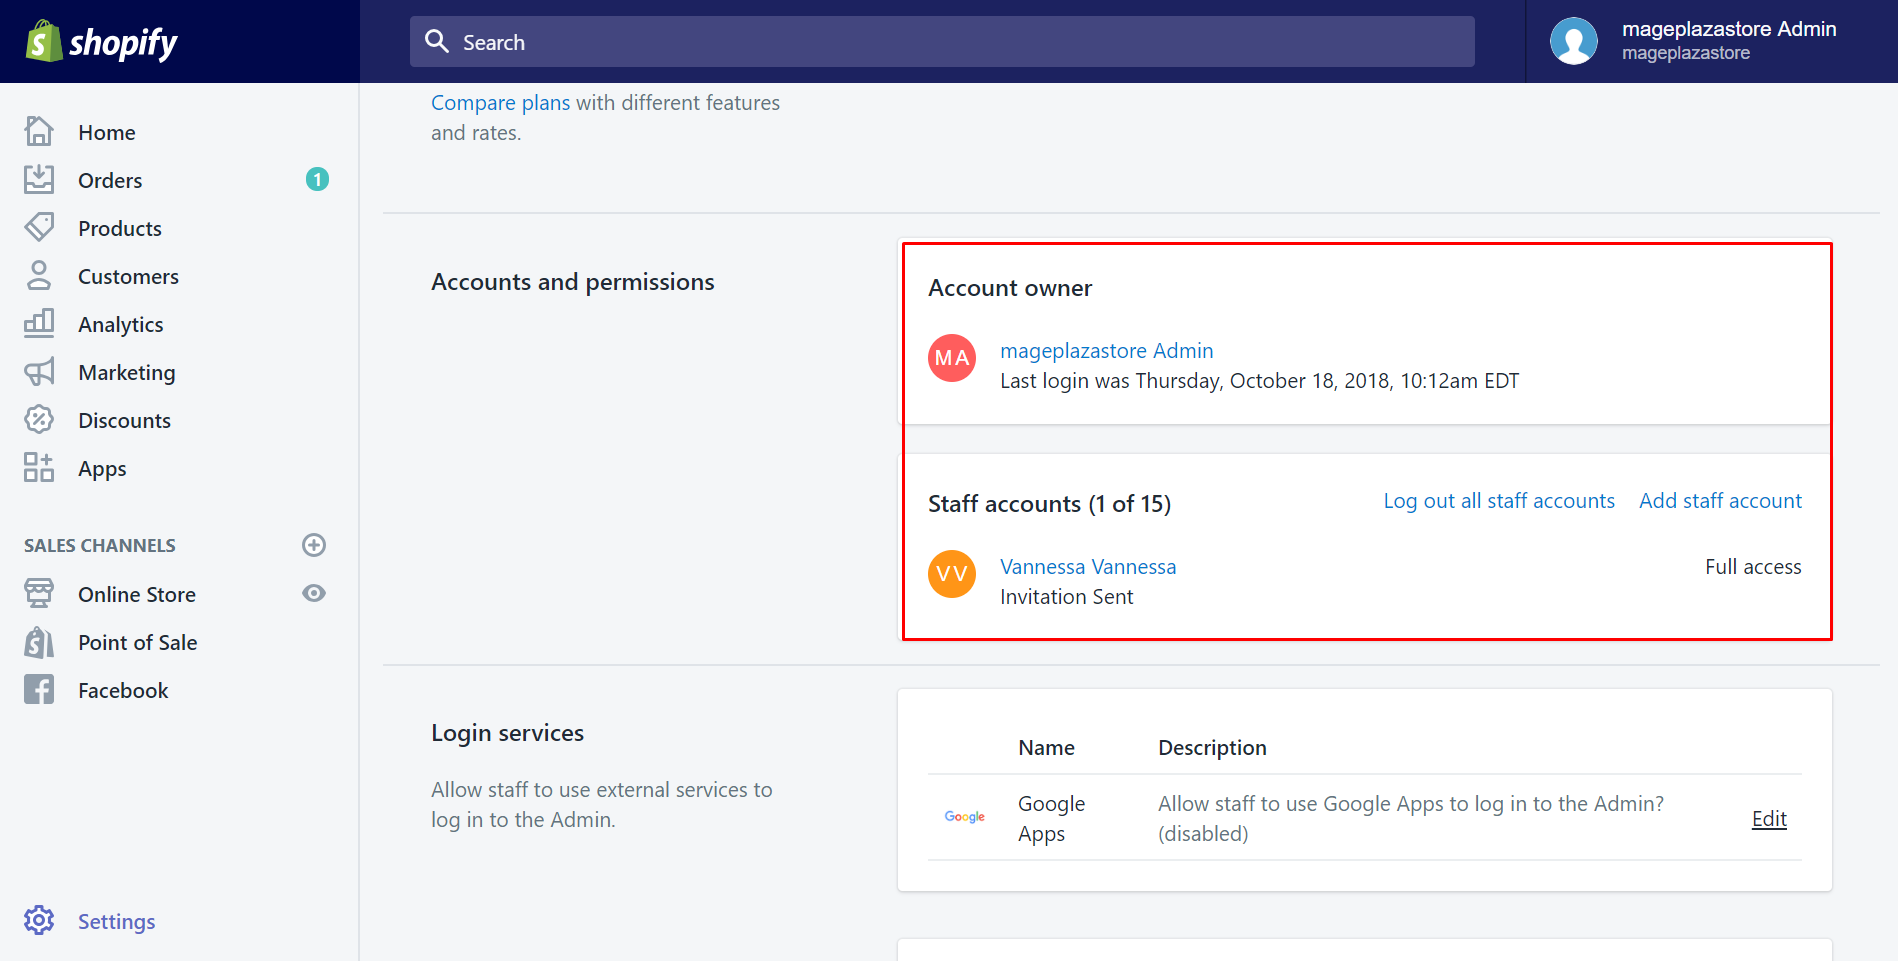 shopify
Search
mageplazastore Admin
mageplazastore
Home
Orders
1
Products
Customers
Analytics
Marketing
Discounts
Apps
SALES CHANNELS
Online Store
Point of Sale
Facebook
Settings
Compare plans with different features
and rates.
Accounts and permissions
Account owner
MA
mageplazastore Admin
Last login was Thursday, October 18, 2018, 10:12am EDT
Staff accounts (1 of 15)
Log out all staff accounts
Add staff account
VV
Vannessa Vannessa
Full access
Invitation Sent
Login services
Allow staff to use external services to
log in to the Admin.
Name
Description
Google
Google
Apps
Allow staff to use Google Apps to log in to the Admin?
(disabled)
Edit